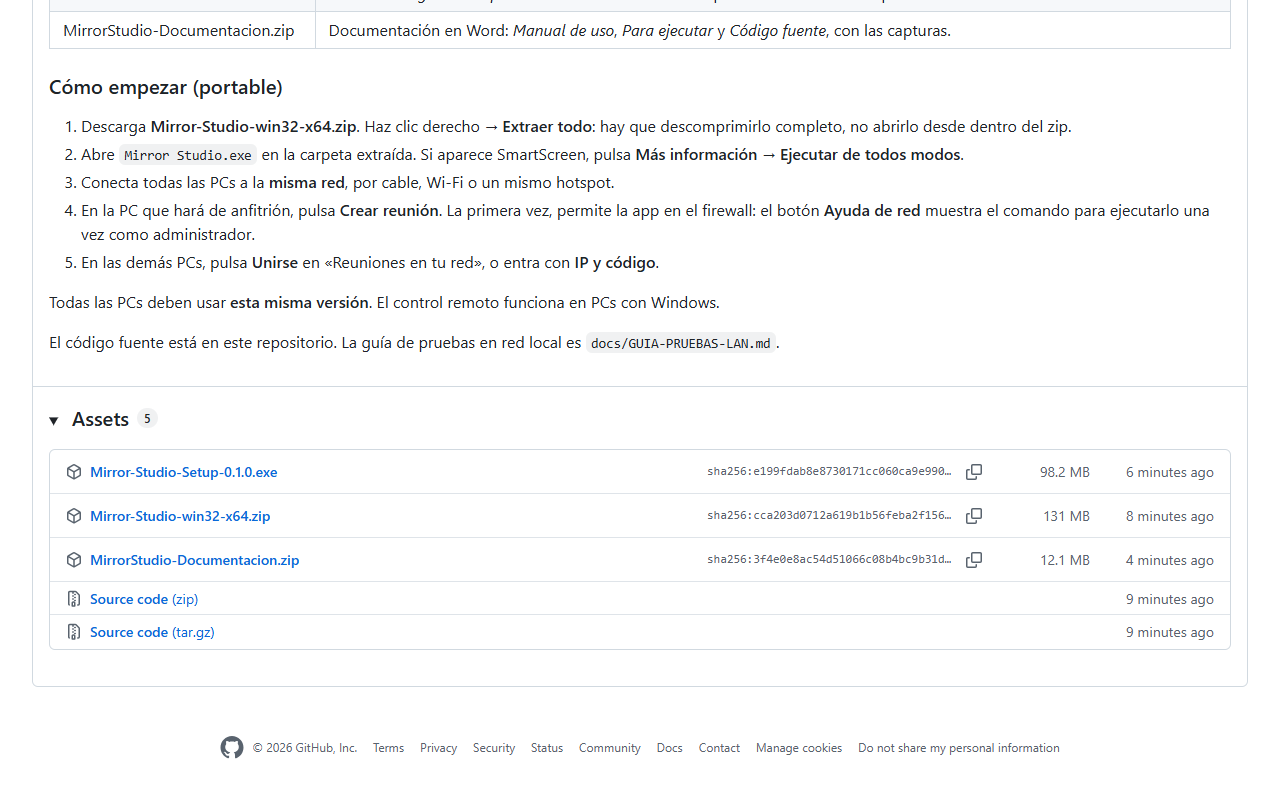 MirrorStudio-Documentacion.zip Documentación en Word: Manual de uso, Para ejecutar y Código fuente, con las capturas.
Cómo empezar (portable)
1. Descarga Mirror-Studio-win32-x64.zip. Haz clic derecho → Extraer todo: hay que descomprimirlo completo, no abrirlo desde dentro del zip.
2. Abre Mirror Studio.exe en la carpeta extraída. Si aparece SmartScreen, pulsa Más información → Ejecutar de todos modos.
3. Conecta todas las PCs a la misma red, por cable, Wi-Fi o un mismo hotspot.
4. En la PC que hará de anfitrión, pulsa Crear reunión. La primera vez, permite la app en el firewall: el botón Ayuda de red muestra el comando para ejecutarlo una
vez como administrador.
5. En las demás PCs, pulsa Unirse en «Reuniones en tu red», o entra con IP y código.
Todas las PCs deben usar esta misma versión. El control remoto funciona en PCs con Windows.
El código fuente está en este repositorio. La guía de pruebas en red local es docs/GUIA-PRUEBAS-LAN.md.
Assets 5
Mirror-Studio-Setup-0.1.0.exe sha256:e199fdab8e8730171cc060ca9e990… 98.2 MB 6 minutes ago
Mirror-Studio-win32-x64.zip sha256:cca203d0712a619b1b56feba2f156… 131 MB 8 minutes ago
MirrorStudio-Documentacion.zip sha256:3f4e0e8ac54d51066c08b4bc9b31d… 12.1 MB 4 minutes ago
Source code (zip) 9 minutes ago
Source code (tar.gz) 9 minutes ago
© 2026 GitHub, Inc. Terms Privacy Security Status Community Docs Contact Manage cookies Do not share my personal information